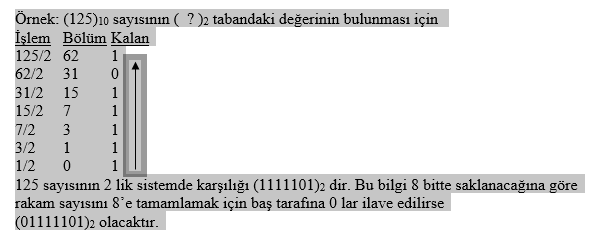 Örnek: (125)10 sayısının ( ? )2 tabandaki değerinin bulunması için
İşlem Bölüm Kalan
125/2 62 1
62/2 31 0
31/2 15 1
15/2 7 1
7/2 3 1
3/2 1 1
1/2 0 1
125 sayısının 2 lik sistemde karşılığı (1111101)2 dir. Bu bilgi 8 bitte saklanacağına göre
rakam sayısını 8’e tamamlamak için baş tarafına 0 lar ilave edilirse
(01111101)2 olacaktır.